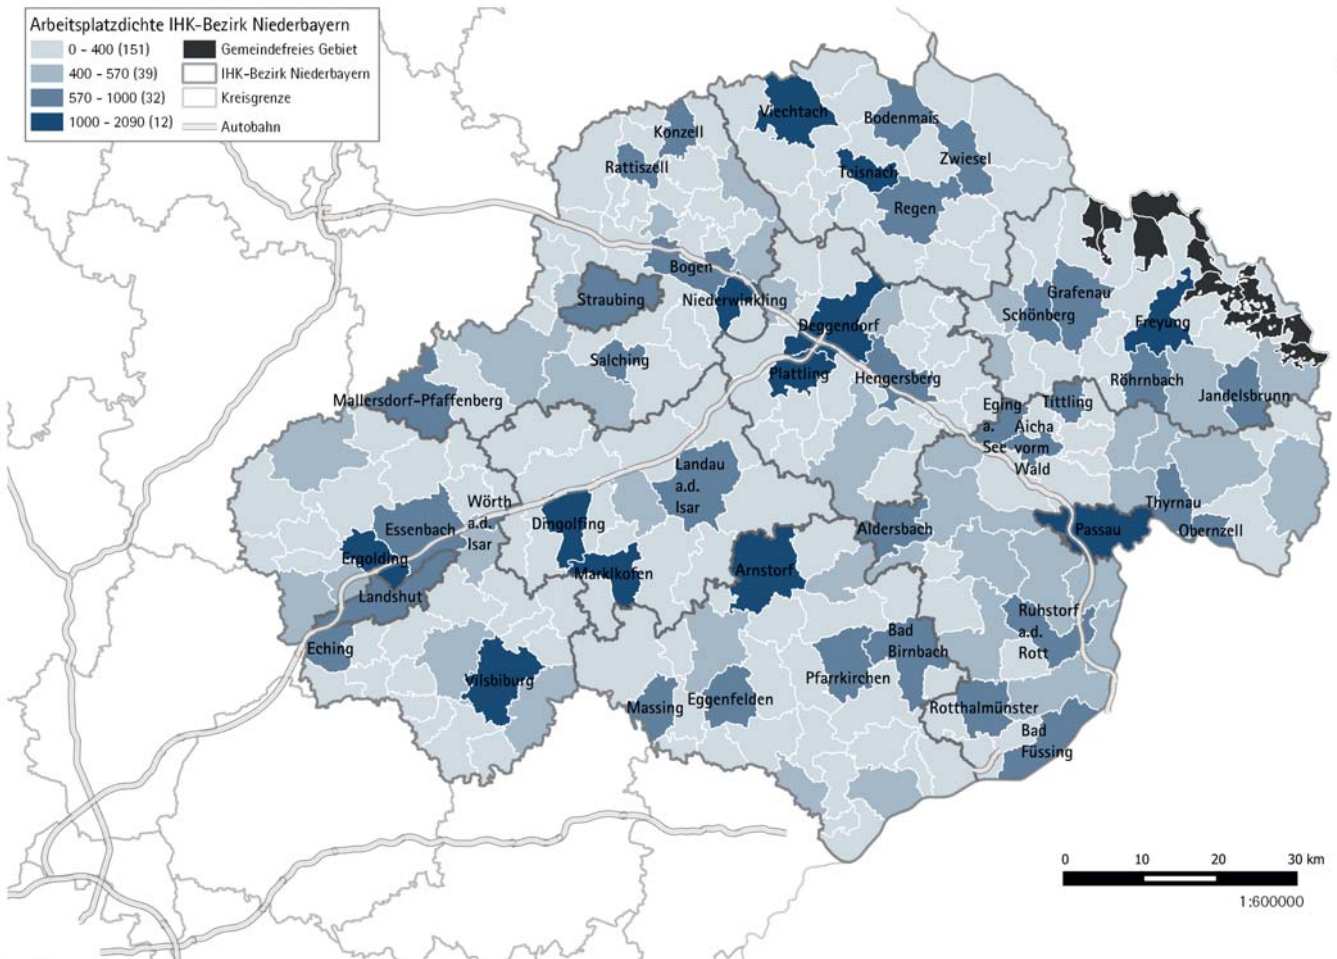 Arbeitsplatzdichte IHK-Bezirk Niederbayern
0 - 400 (151)
Gemeindefreies Gebiet
400 - 570 (39)
IHK-Bezirk Niederbayern
570 - 1000 (32)
Kreisgrenze
1000 - 2090 (12)
Autobahn
Viechtach
Bodenmais
Konzell
Zwiesel
Rattiszell
Teisnach
Regen
Bogen
Grafenau
Straubing
Niederwinkling
Schönberg
Deggendorf
Freyung
Salching
Plattling
Hengersberg
Röhrnbach
Jandelsbrunn
Mallersdorf-Pfaffenberg
Tittling
Eging
a.
See
Aicha
vorm
Wald
Landau
a.d.
Isar
Wörth
a.d.
Isar
Thyrnau
Essenbach
Dingolfing
Aldersbach
Passau
Obernzell
Ergolding
Marklkofen
Arnstorf
Landshut
Ruhstorf
a.d.
Rott
Eching
Bad
Birnbach
Vilsbiburg
Pfarrkirchen
Massing
Eggenfelden
Rotthalmünster
Bad
Füssing
0 10 20 30 km
1:600000